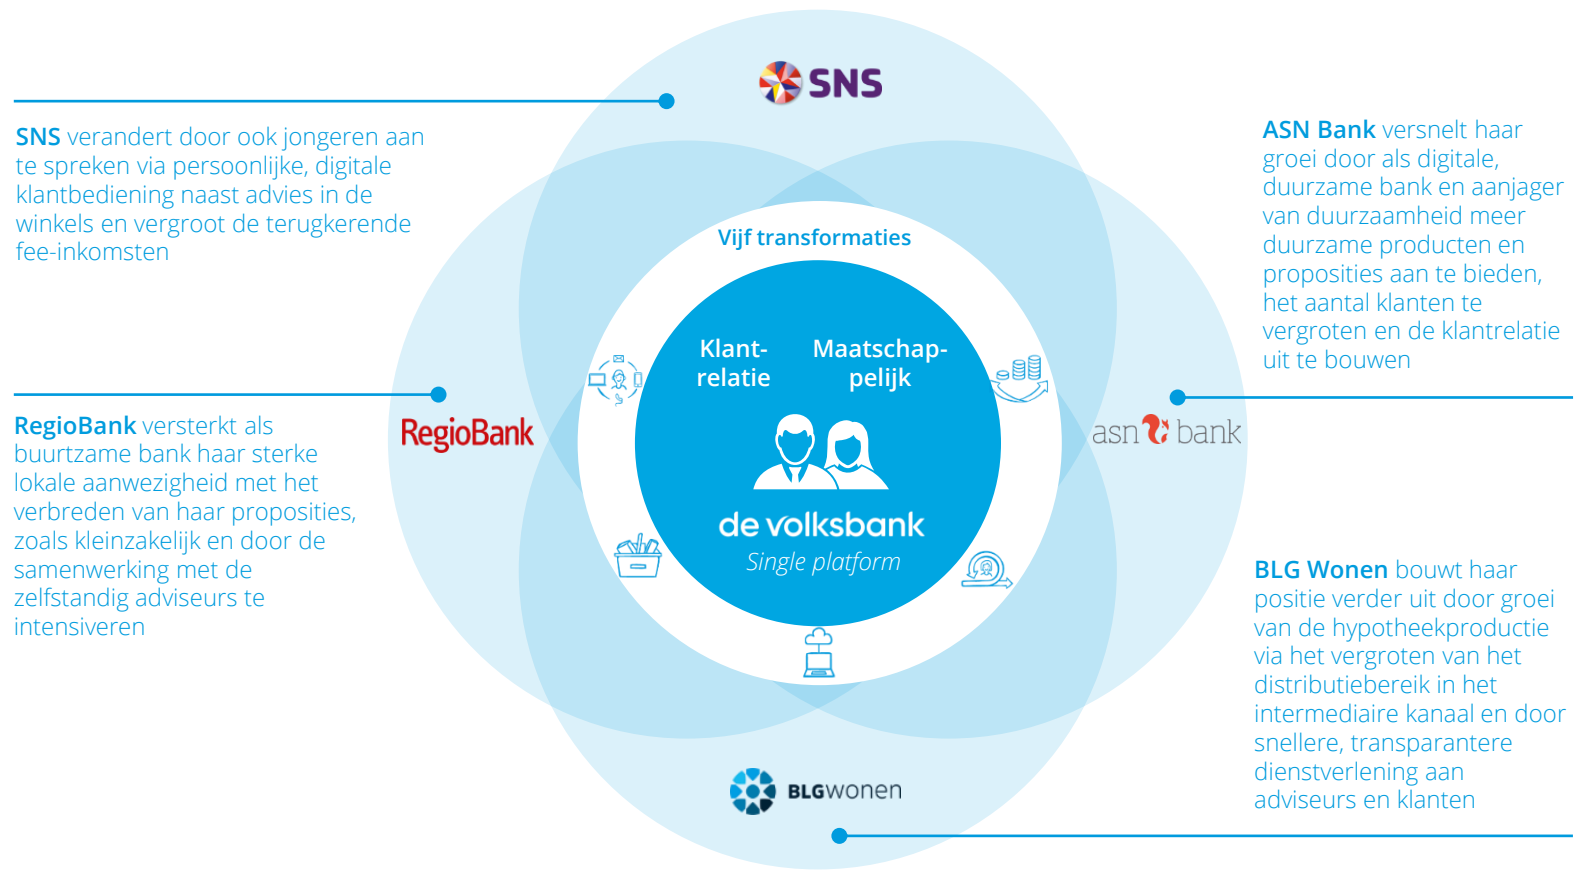 SNS
SNS verandert door ook jongeren aan
te spreken via persoonlijke, digitale
klantbediening naast advies in de
winkels en vergroot de terugkerende
fee-inkomsten
ASN Bank versnelt haar
groei door als digitale,
duurzame bank en aanjager
van duurzaamheid meer
duurzame producten en
proposities aan te bieden,
het aantal klanten te
vergroten en de klantrelatie
uit te bouwen
Vijf transformaties
Klant-
relatie
Maatschap-
pelijk
RegioBank
RegioBank versterkt als
buurtzame bank haar sterke
lokale aanwezigheid met het
verbreden van haar proposities,
zoals kleinzakelijk en door de
samenwerking met de
zelfstandig adviseurs te
intensiveren
asn bank
de volksbank
Single platform
BLG Wonen bouwt haar
positie verder uit door groei
van de hypotheekproductie
via het vergroten van het
distributiebereik in het
intermediaire kanaal en door
snellere, transparantere
dienstverlening aan
adviseurs en klanten
BLGwonen